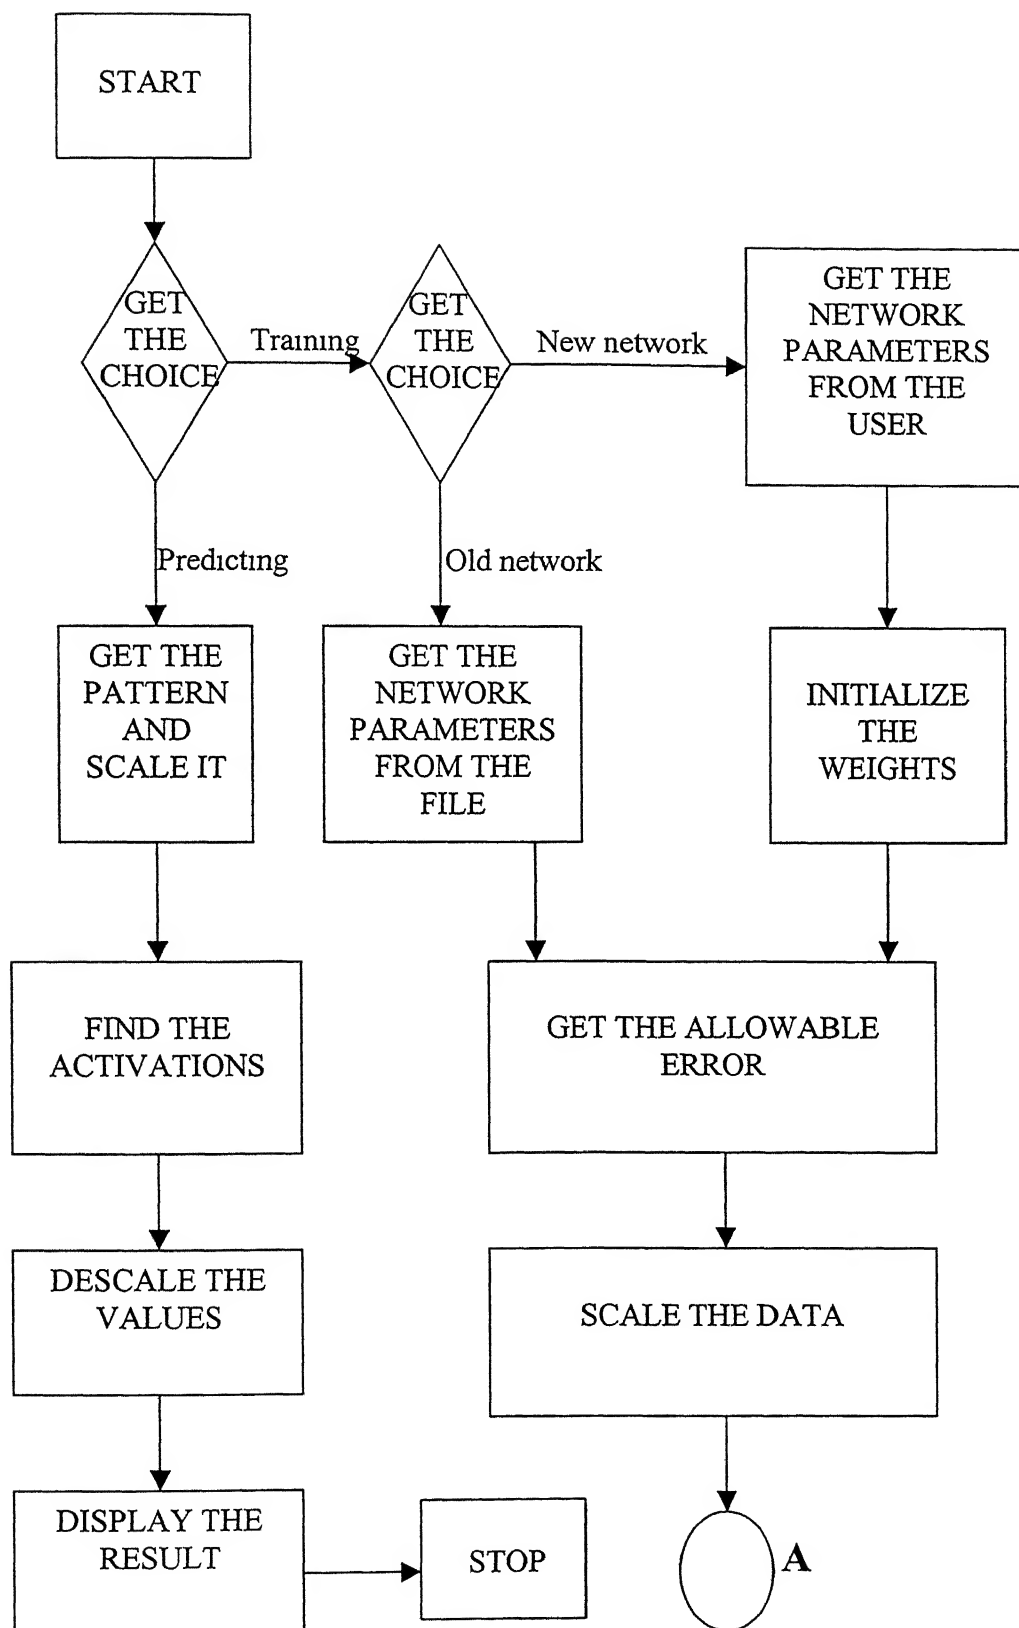 START
GET
THE
CHOICE
Training
GET
THE
CHOICE
New network
GET THE
NETWORK
PARAMETERS
FROM THE
USER
Predicting
Old network
GET THE
PATTERN
AND
SCALE IT
GET THE
NETWORK
PARAMETERS
FROM THE
FILE
INITIALIZE
THE
WEIGHTS
FIND THE
ACTIVATIONS
GET THE ALLOWABLE
ERROR
DESCALE THE
VALUES
SCALE THE DATA
DISPLAY THE
RESULT
STOP
A